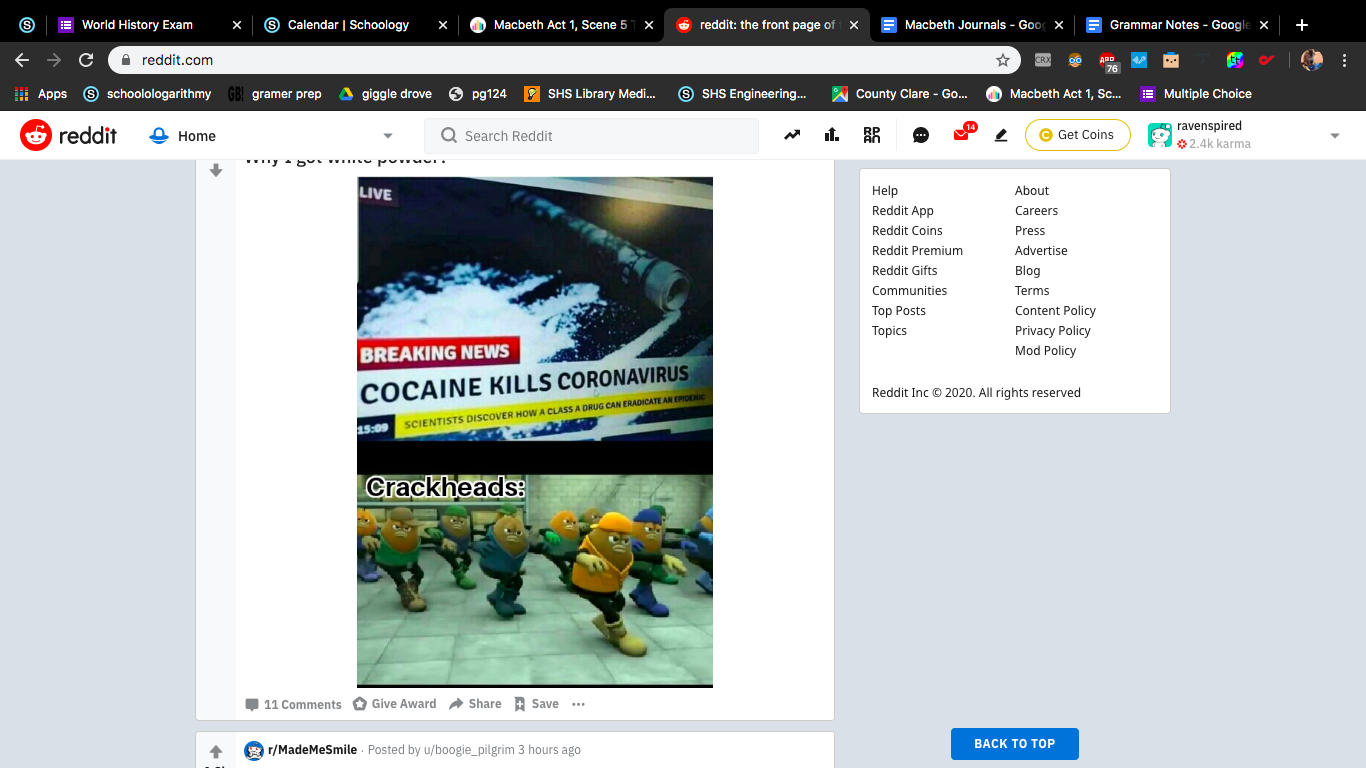 World History Exam
Calendar | Schoology
Macbeth Act 1, Scene 5
reddit: the front page of
Macbeth Journals - Goog
Grammar Notes - Google
reddit.com
CRX
ABP
76
Apps
schoolologarithmy
GB!
gramer prep
giggle drove
pg124
SHS Library Medi...
SHS Engineering...
County Clare - Go...
Macbeth Act 1, Sc...
Multiple Choice
reddit
Home
Search Reddit
14
C
Get Coins
ravenspired
2.4k karma
Why I got white powder?
LIVE
BREAKING NEWS
COCAINE KILLS CORONAVIRUS
15:09
SCIENTISTS DISCOVER HOW A CLASS A DRUG CAN ERADICATE AN EPIDEMIC
Crackheads:
11 Comments
Give Award
Share
Save
r/MadeMeSmile · Posted by u/boogie_pilgrim 3 hours ago
Help
Reddit App
Reddit Coins
Reddit Premium
Reddit Gifts
Communities
Top Posts
Topics
About
Careers
Press
Advertise
Blog
Terms
Content Policy
Privacy Policy
Mod Policy
Reddit Inc © 2020. All rights reserved
BACK TO TOP